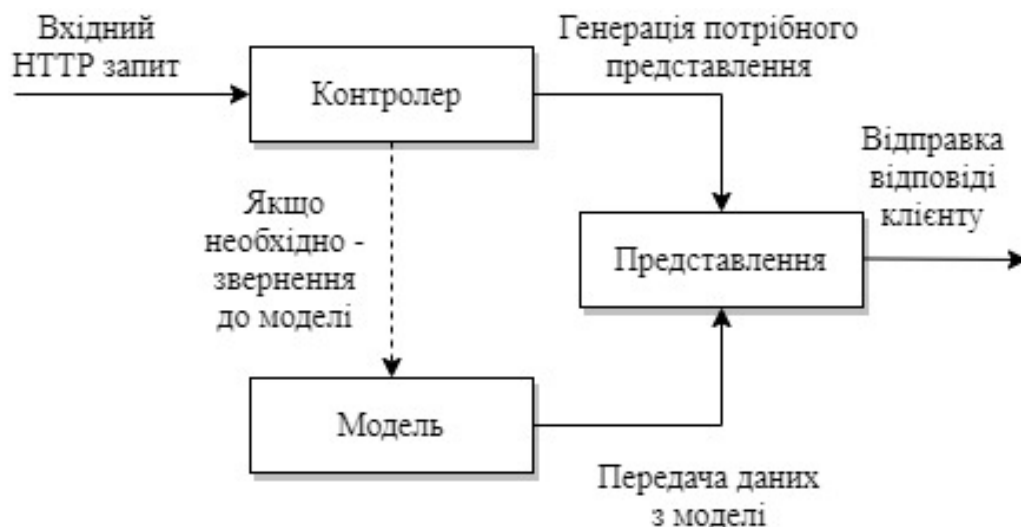 Вхідний
HTTP запит
Контролер
Генерація потрібного
представлення
Якщо
необхідно -
звернення
до моделі
Представлення
Відправка
відповіді
клієнту
Модель
Передача даних
з моделі